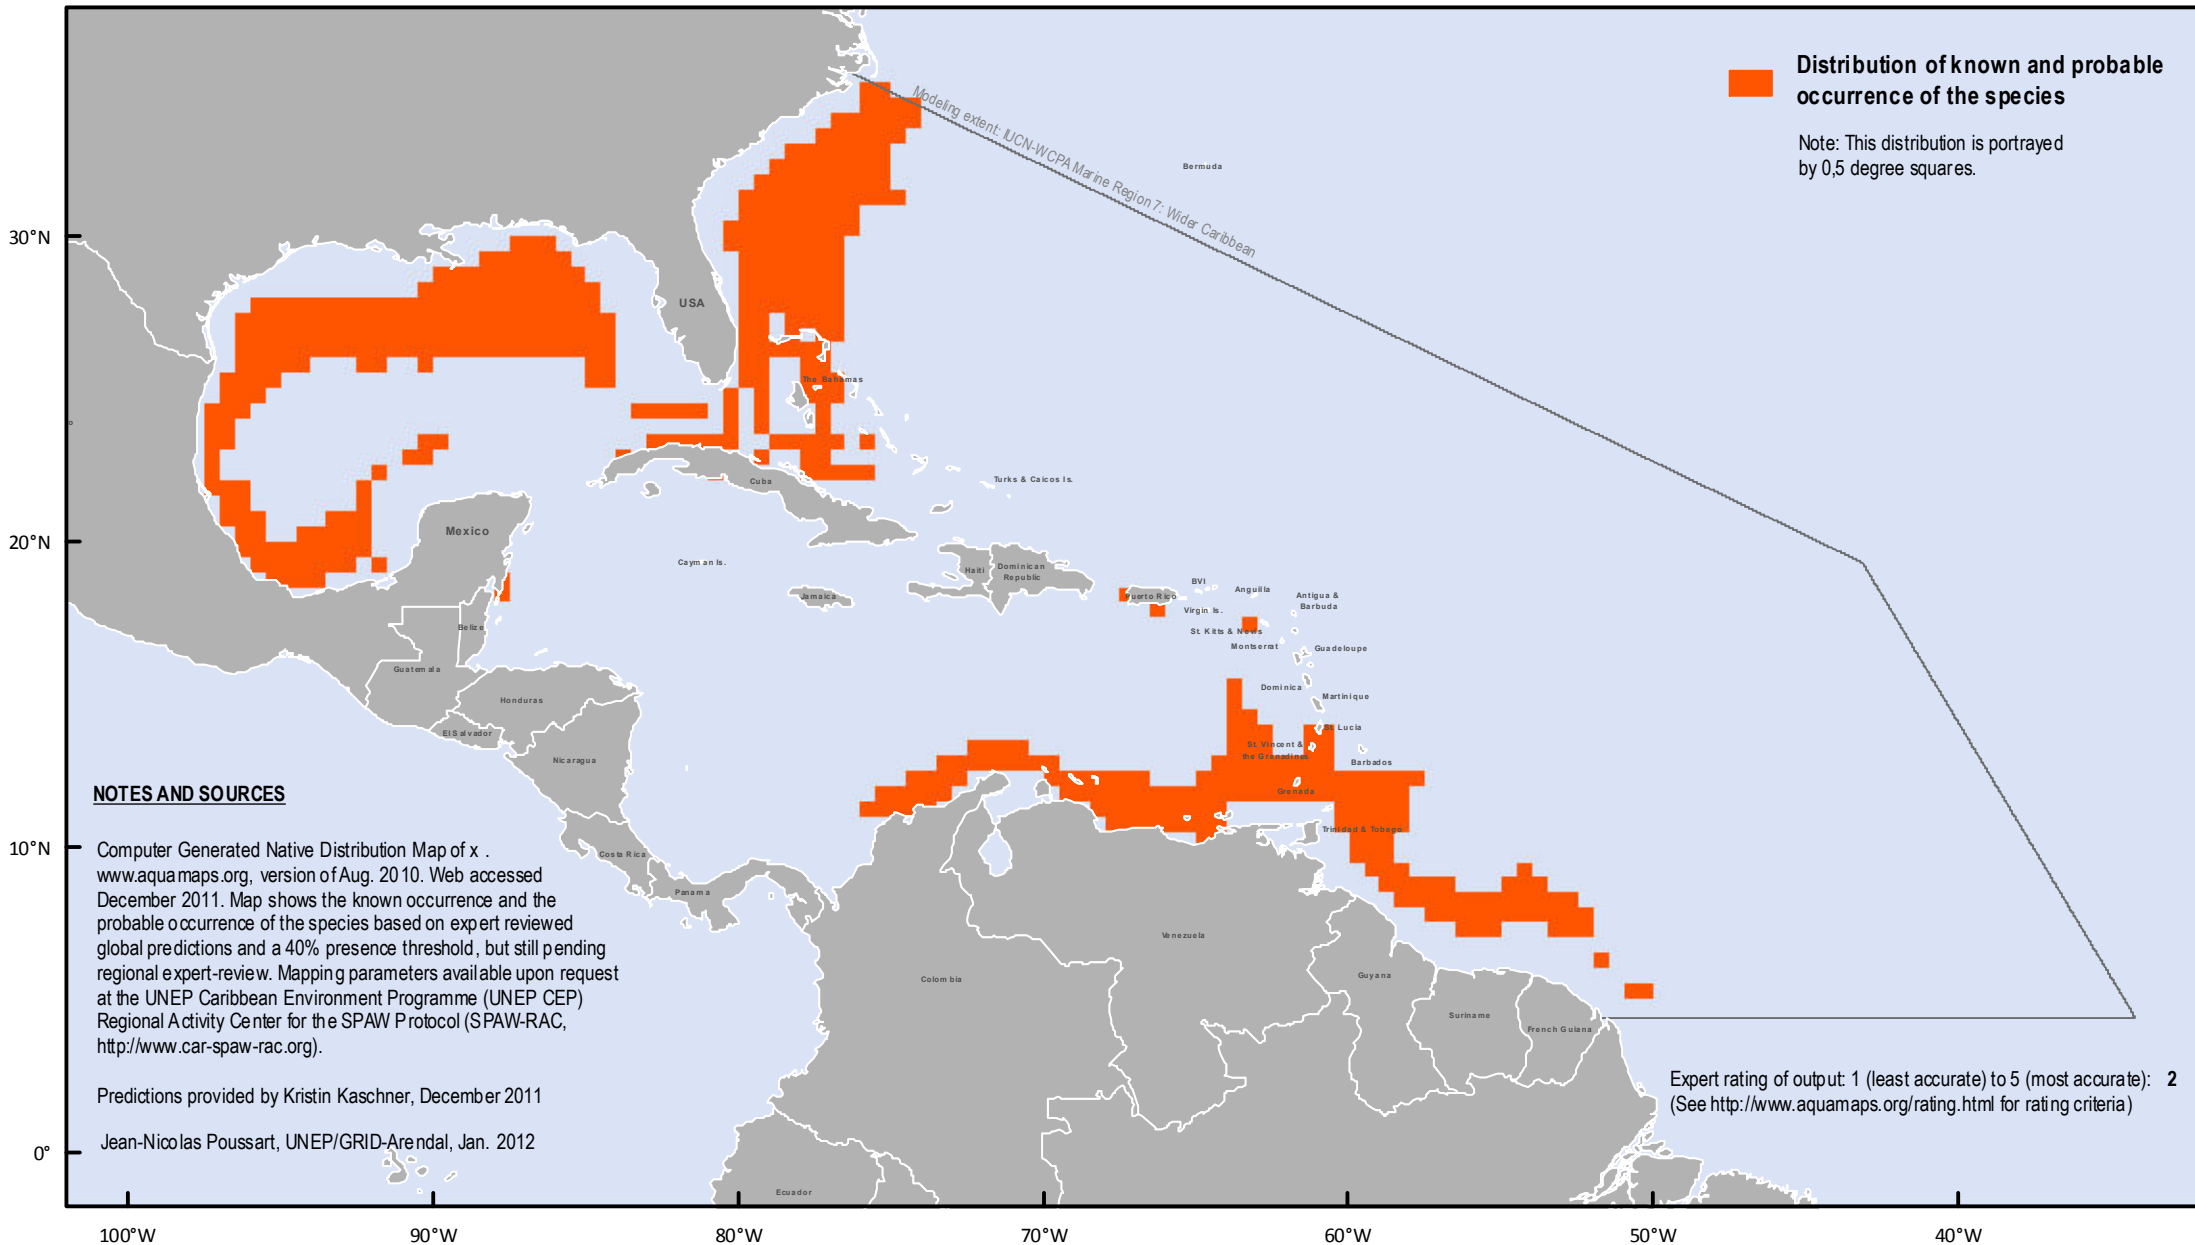 Distribution of known and probable
occurrence of the species
Note: This distribution is portrayed
by 0,5 degree squares.
Modeling extent: IUCN-WCPA Marine Region 7: Wider Caribbean
Bermuda
30°N
USA
The Bahamas
Turks & Caicos Is.
Cuba
Mexico
20°N
Cayman Is.
Haiti
Dominican
Republic
Jamaica
Puerto Rico
BVI
Virgin Is.
Anguilla
Antigua &
Barbuda
St. Kitts & Nevis
Montserrat
Guadeloupe
Belize
Guatemala
Honduras
El Salvador
Nicaragua
Dominica
Martinique
St. Lucia
St. Vincent &
the Grenadines
Barbados
Grenada
Trinidad & Tobago
10°N
Costa Rica
Panama
Venezuela
Colombia
Guyana
Suriname
French Guiana
Ecuador
NOTES AND SOURCES
Computer Generated Native Distribution Map of x .
www.aquamaps.org, version of Aug. 2010. Web accessed
December 2011. Map shows the known occurrence and the
probable occurrence of the species based on expert reviewed
global predictions and a 40% presence threshold, but still pending
regional expert-review. Mapping parameters available upon request
at the UNEP Caribbean Environment Programme (UNEP CEP)
Regional Activity Center for the SPAW Protocol (SPAW-RAC,
http://www.car-spaw-rac.org).
Predictions provided by Kristin Kaschner, December 2011
Jean-Nicolas Poussart, UNEP/GRID-Arendal, Jan. 2012
Expert rating of output: 1 (least accurate) to 5 (most accurate): 2
(See http://www.aquamaps.org/rating.html for rating criteria)
0°
100°W
90°W
80°W
70°W
60°W
50°W
40°W